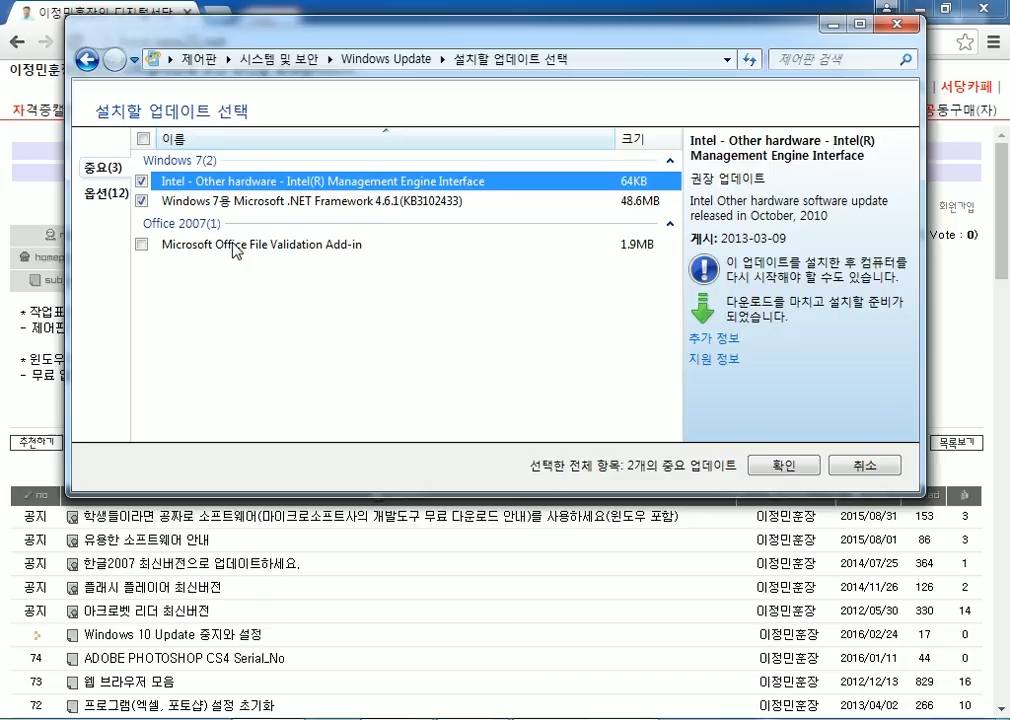 이정민훈장의 디지털서당
이정민훈장
서당카페 |
자격증캘
공동구매(자)
제어판 ▸ 시스템 및 보안 ▸ Windows Update ▸ 설치할 업데이트 선택
제어판 검색
설치할 업데이트 선택
이름
크기
중요(3)
옵션(12)
Windows 7(2)
Intel - Other hardware - Intel(R) Management Engine Interface 64KB
Windows 7용 Microsoft .NET Framework 4.6.1(KB3102433) 48.6MB
Office 2007(1)
Microsoft Office File Validation Add-in 1.9MB
Intel - Other hardware - Intel(R)
Management Engine Interface
권장 업데이트
Intel Other hardware software update
released in October, 2010
게시: 2013-03-09
이 업데이트를 설치한 후 컴퓨터를
다시 시작해야 할 수도 있습니다.
다운로드를 마치고 설치할 준비가
되었습니다.
추가 정보
지원 정보
선택한 전체 항목: 2개의 중요 업데이트
확인
취소
회원가입
Vote : 0)
homep
sub
* 작업표
- 제어판
* 윈도우
- 무료
추천하기
목록보기
no
공지 학생들이라면 공짜로 소프트웨어(마이크로소프트사의 개발도구 무료 다운로드 안내)를 사용하세요(윈도우 포함) 이정민훈장 2015/08/31 153 3
공지 유용한 소프트웨어 안내 이정민훈장 2015/08/01 86 3
공지 한글2007 최신버젼으로 업데이트하세요. 이정민훈장 2014/07/25 364 1
공지 플래시 플레이어 최신버전 이정민훈장 2014/11/26 126 2
공지 아크로벳 리더 최신버전 이정민훈장 2012/05/30 330 14
Windows 10 Update 중지와 설정 이정민훈장 2016/02/24 17 0
74 ADOBE PHOTOSHOP CS4 Serial_No 이정민훈장 2016/01/11 44 0
73 웹 브라우저 모음 이정민훈장 2012/12/13 829 16
72 프로그램(엑셀, 포토샵) 설정 초기화 이정민훈장 2013/04/02 266 10